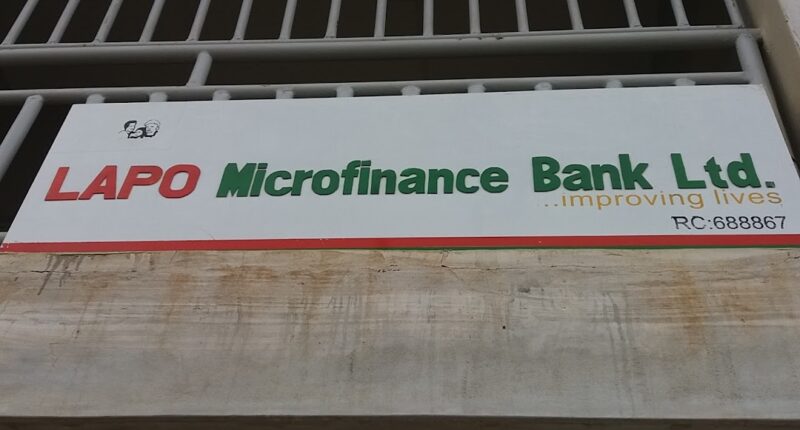 LAPO Microfinance Bank Ltd.
...improving lives
RC:688867